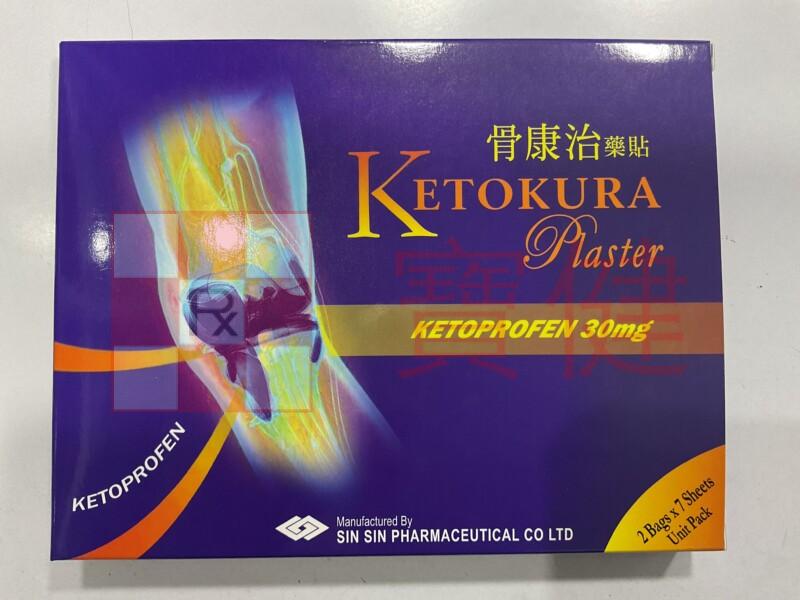 骨康治藥貼
KETOKURA
Plaster
寶健
Rx
KETOPROFEN 30mg
KETOPROFEN
Manufactured By
SIN SIN PHARMACEUTICAL CO LTD
2 Bags x 7 Sheets
Unit Pack